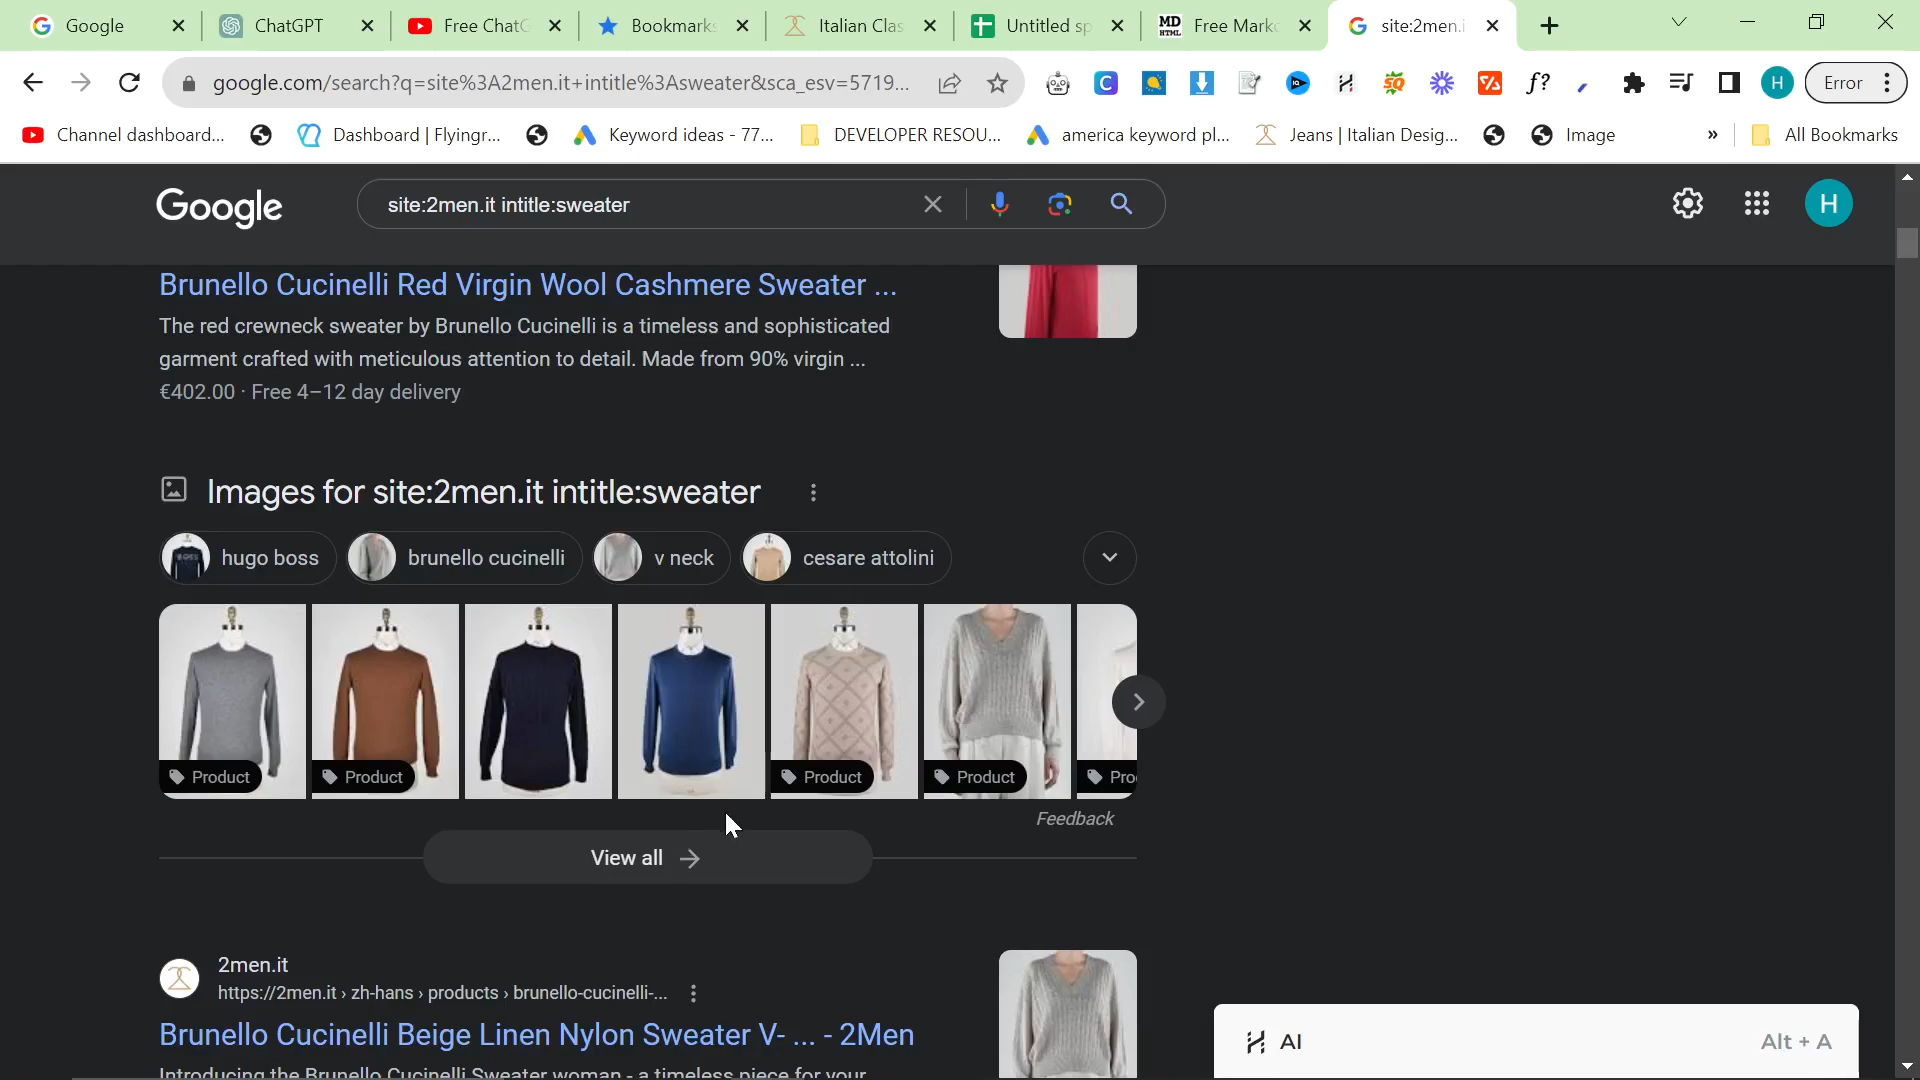 Google
ChatGPT
Free ChatG
Bookmarks
Italian Clas
Untitled sp
Free Marko
site:2men.i
google.com/search?q=site%3A2men.it+intitle%3Asweater&sca_esv=5719...
Error
Channel dashboard...
Dashboard | Flyingr...
Keyword ideas - 77...
DEVELOPER RESOU...
america keyword pl...
Jeans | Italian Desig...
Image
»
All Bookmarks
Google
site:2men.it intitle:sweater
H
Brunello Cucinelli Red Virgin Wool Cashmere Sweater ...
The red crewneck sweater by Brunello Cucinelli is a timeless and sophisticated
garment crafted with meticulous attention to detail. Made from 90% virgin ...
€402.00 · Free 4–12 day delivery
Images for site:2men.it intitle:sweater
hugo boss
brunello cucinelli
v neck
cesare attolini
Product
Product
Product
Product
Pro
Feedback
View all
2men.it
https://2men.it › zh-hans › products › brunello-cucinelli-...
Brunello Cucinelli Beige Linen Nylon Sweater V- ... - 2Men
Introducing the Brunello Cucinelli Sweater woman - a timeless piece for your
AI
Alt + A